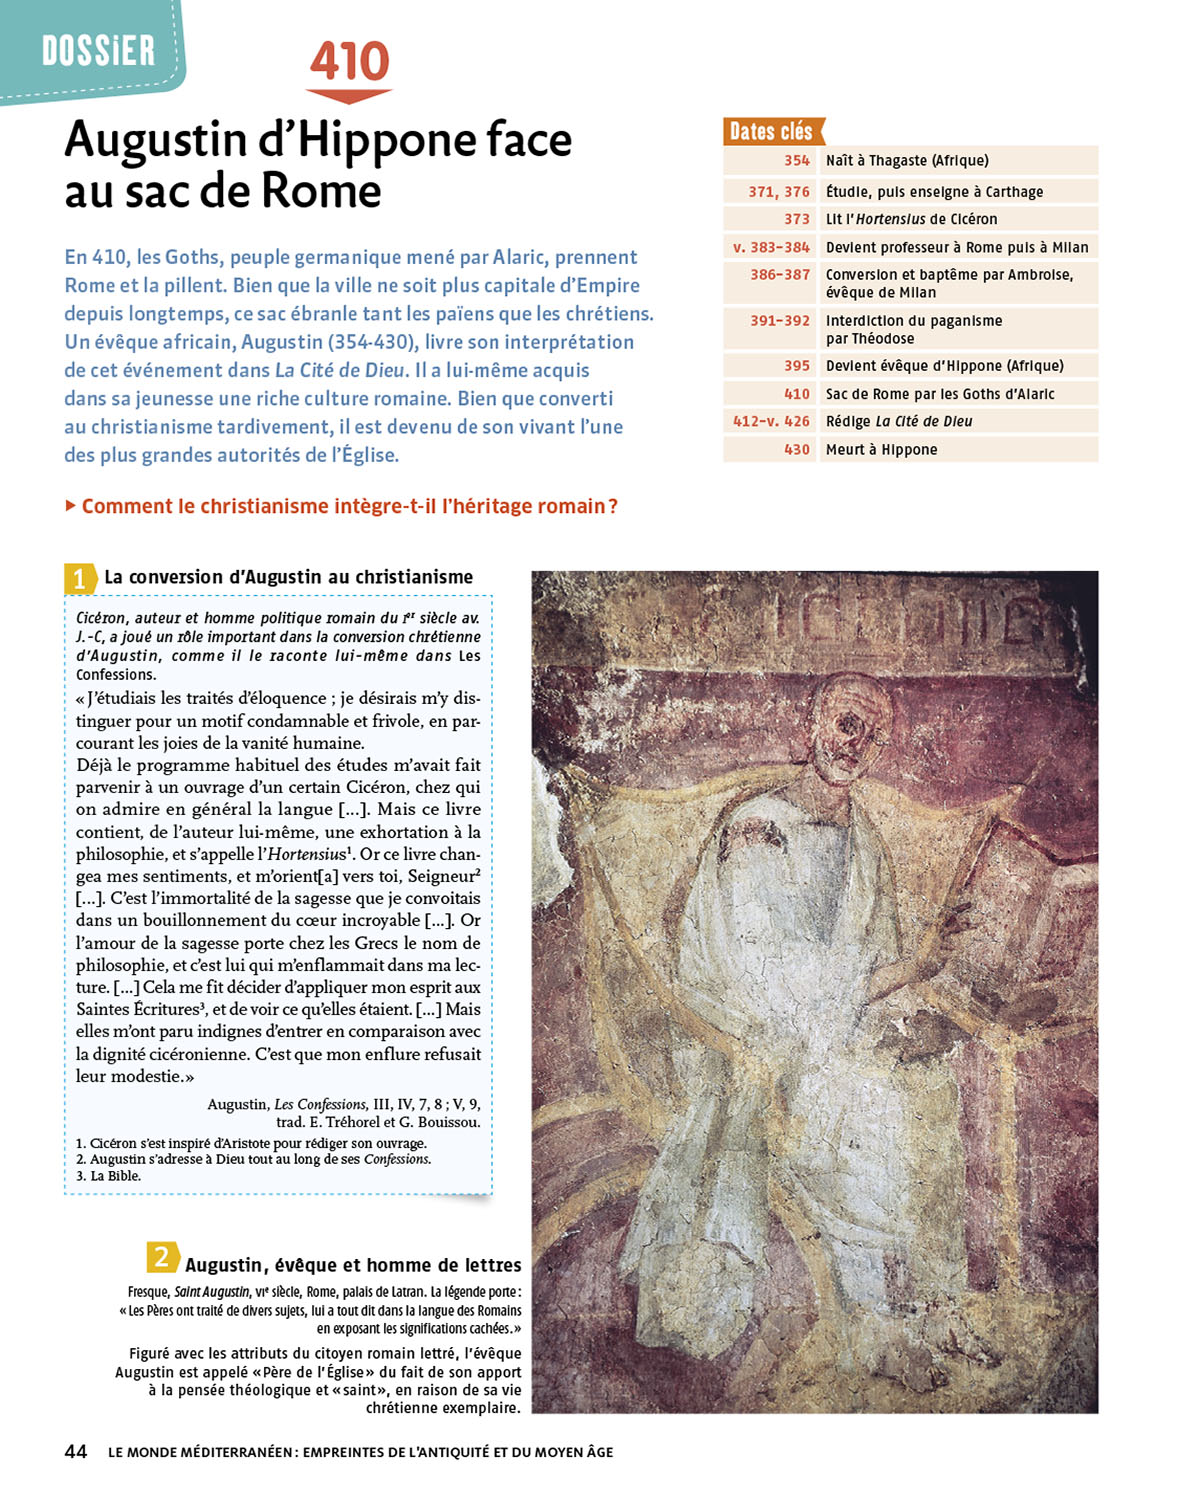 DOSSiER
410
Augustin d’Hippone face
au sac de Rome
En 410, les Goths, peuple germanique mené par Alaric, prennent
Rome et la pillent. Bien que la ville ne soit plus capitale d’Empire
depuis longtemps, ce sac ébranle tant les païens que les chrétiens.
Un évêque africain, Augustin (354-430), livre son interprétation
de cet événement dans La Cité de Dieu. Il a lui-même acquis
dans sa jeunesse une riche culture romaine. Bien que converti
au christianisme tardivement, il est devenu de son vivant l’une
des plus grandes autorités de l’Église.
▶ Comment le christianisme intègre-t-il l’héritage romain ?
Dates clés
354 Naît à Thagaste (Afrique)
371, 376 Étudie, puis enseigne à Carthage
373 Lit l’Hortensius de Cicéron
v. 383-384 Devient professeur à Rome puis à Milan
386-387 Conversion et baptême par Ambroise,
évêque de Milan
391-392 Interdiction du paganisme
par Théodose
395 Devient évêque d’Hippone (Afrique)
410 Sac de Rome par les Goths d’Alaric
412-v. 426 Rédige La Cité de Dieu
430 Meurt à Hippone
1 La conversion d’Augustin au christianisme
Cicéron, auteur et homme politique romain du Ier siècle av.
J.-C, a joué un rôle important dans la conversion chrétienne
d’Augustin, comme il le raconte lui-même dans Les
Confessions.
« J’étudiais les traités d’éloquence ; je désirais m’y dis-
tinguer pour un motif condamnable et frivole, en par-
courant les joies de la vanité humaine.
Déjà le programme habituel des études m’avait fait
parvenir à un ouvrage d’un certain Cicéron, chez qui
on admire en général la langue [...]. Mais ce livre
contient, de l’auteur lui-même, une exhortation à la
philosophie, et s’appelle l’Hortensius¹. Or ce livre chan-
gea mes sentiments, et m’orient[a] vers toi, Seigneur²
[...]. C’est l’immortalité de la sagesse que je convoitais
dans un bouillonnement du cœur incroyable [...]. Or
l’amour de la sagesse porte chez les Grecs le nom de
philosophie, et c’est lui qui m’enflammait dans ma lec-
ture. [...] Cela me fit décider d’appliquer mon esprit aux
Saintes Écritures³, et de voir ce qu’elles étaient. [...] Mais
elles m’ont paru indignes d’entrer en comparaison avec
la dignité cicéronienne. C’est que mon enflure refusait
leur modestie. »
Augustin, Les Confessions, III, IV, 7, 8 ; V, 9,
trad. E. Tréhorel et G. Bouissou.
1. Cicéron s’est inspiré d’Aristote pour rédiger son ouvrage.
2. Augustin s’adresse à Dieu tout au long de ses Confessions.
3. La Bible.
2 Augustin, évêque et homme de lettres
Fresque, Saint Augustin, VIe siècle, Rome, palais de Latran. La légende porte :
« Les Pères ont traité de divers sujets, lui a tout dit dans la langue des Romains
en exposant les significations cachées. »
Figuré avec les attributs du citoyen romain lettré, l’évêque
Augustin est appelé « Père de l’Église » du fait de son apport
à la pensée théologique et « saint », en raison de sa vie
chrétienne exemplaire.
44 LE MONDE MÉDITERRANÉEN : EMPREINTES DE L’ANTIQUITÉ ET DU MOYEN ÂGE